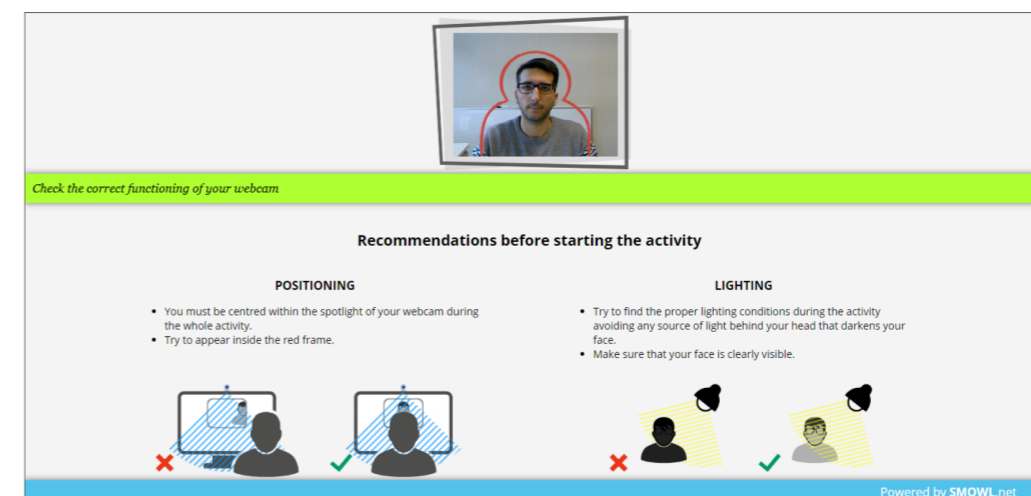 Check the correct functioning of your webcam
Recommendations before starting the activity
POSITIONING
You must be centred within the spotlight of your webcam during
the whole activity.
Try to appear inside the red frame.
LIGHTING
Try to find the proper lighting conditions during the activity
avoiding any source of light behind your head that darkens your
face.
Make sure that your face is clearly visible.
Powered by SMOWL.net